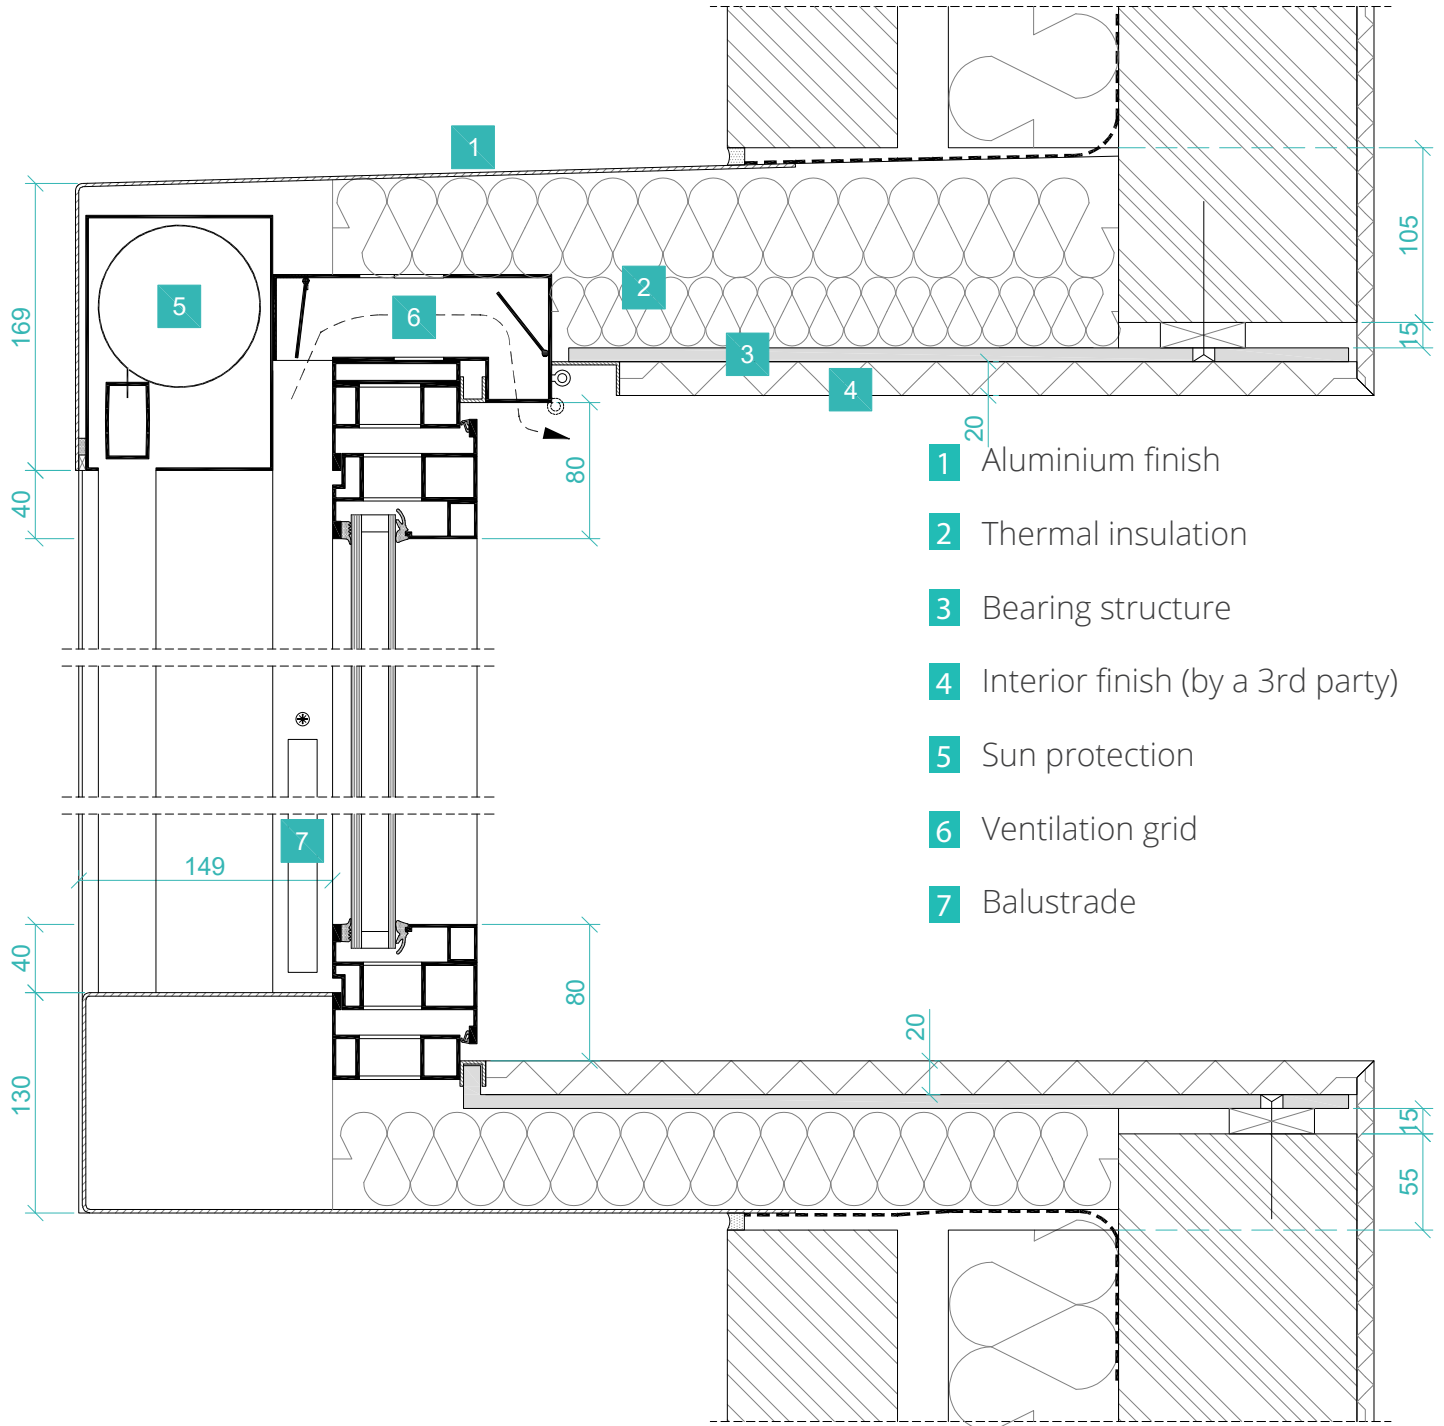 1
105
169
5
2
6
15
3
4
20
80
40
1 Aluminium finish
2 Thermal insulation
3 Bearing structure
4 Interior finish (by a 3rd party)
5 Sun protection
6 Ventilation grid
7 Balustrade
7
149
40
80
20
130
15
55